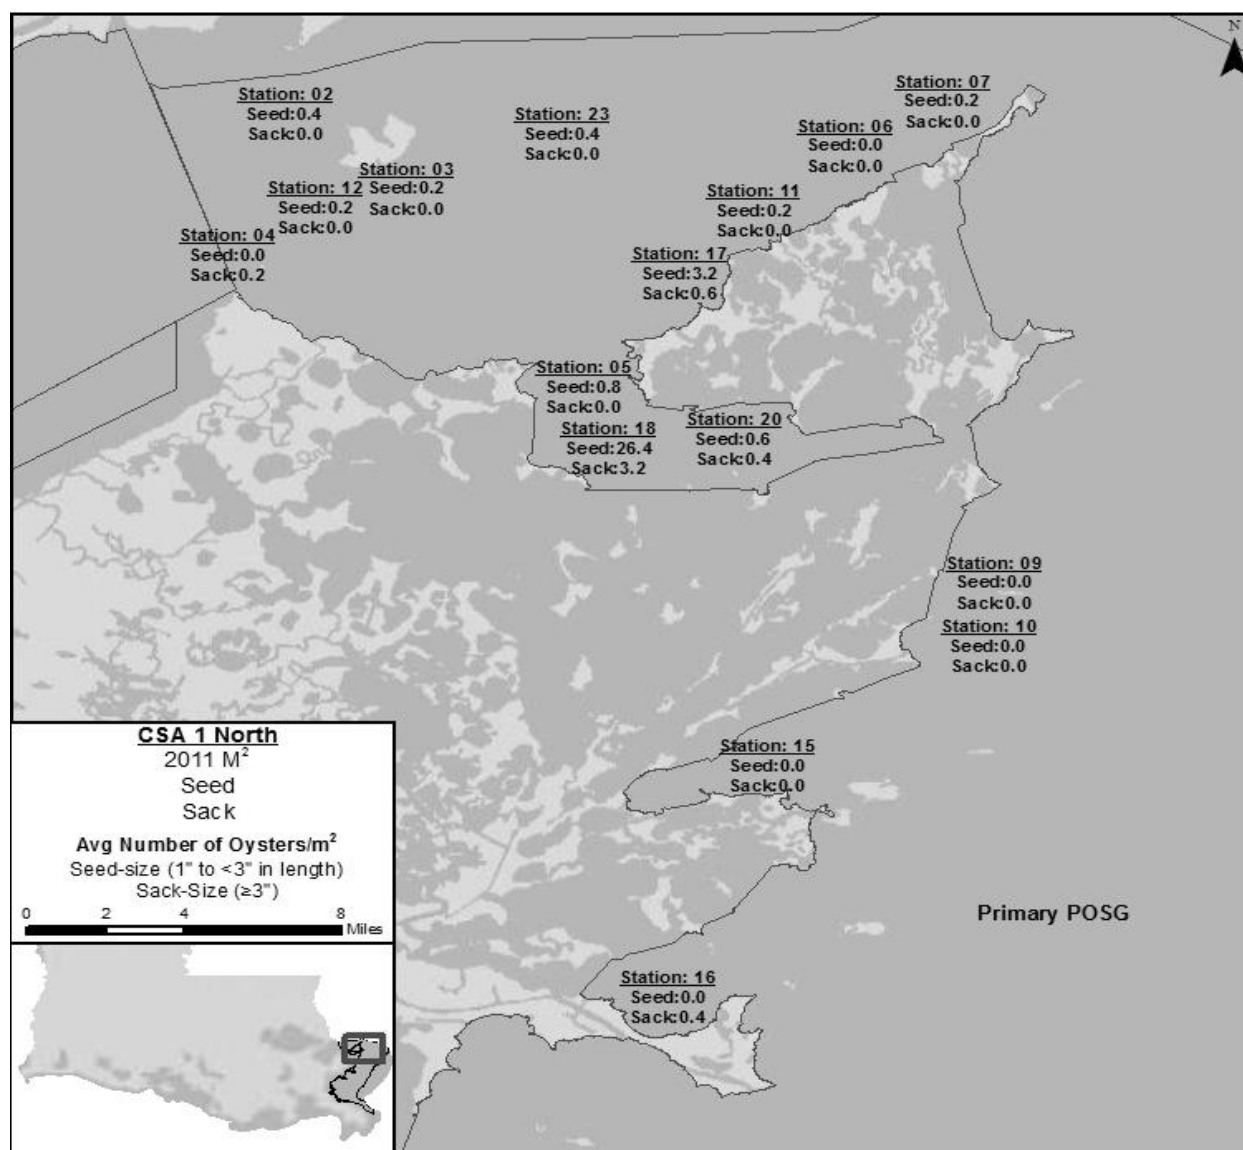 N
Station: 07
Seed:0.2
Sack:0.0
Station: 02
Seed:0.4
Sack:0.0
Station: 23
Seed:0.4
Sack:0.0
Station: 06
Seed:0.0
Sack:0.0
Station: 03
Seed:0.2
Sack:0.0
Station: 12
Seed:0.2
Sack:0.0
Station: 11
Seed:0.2
Sack:0.0
Station: 04
Seed:0.0
Sack:0.2
Station: 17
Seed:3.2
Sack:0.6
Station: 05
Seed:0.8
Sack:0.0
Station: 18
Seed:26.4
Sack:3.2
Station: 20
Seed:0.6
Sack:0.4
Station: 09
Seed:0.0
Sack:0.0
Station: 10
Seed:0.0
Sack:0.0
Station: 15
Seed:0.0
Sack:0.0
Primary POSG
Station: 16
Seed:0.0
Sack:0.4
CSA 1 North
2011 M²
Seed
Sack
Avg Number of Oysters/m²
Seed-size (1" to <3" in length)
Sack-Size (≥3")
0 2 4 8
Miles